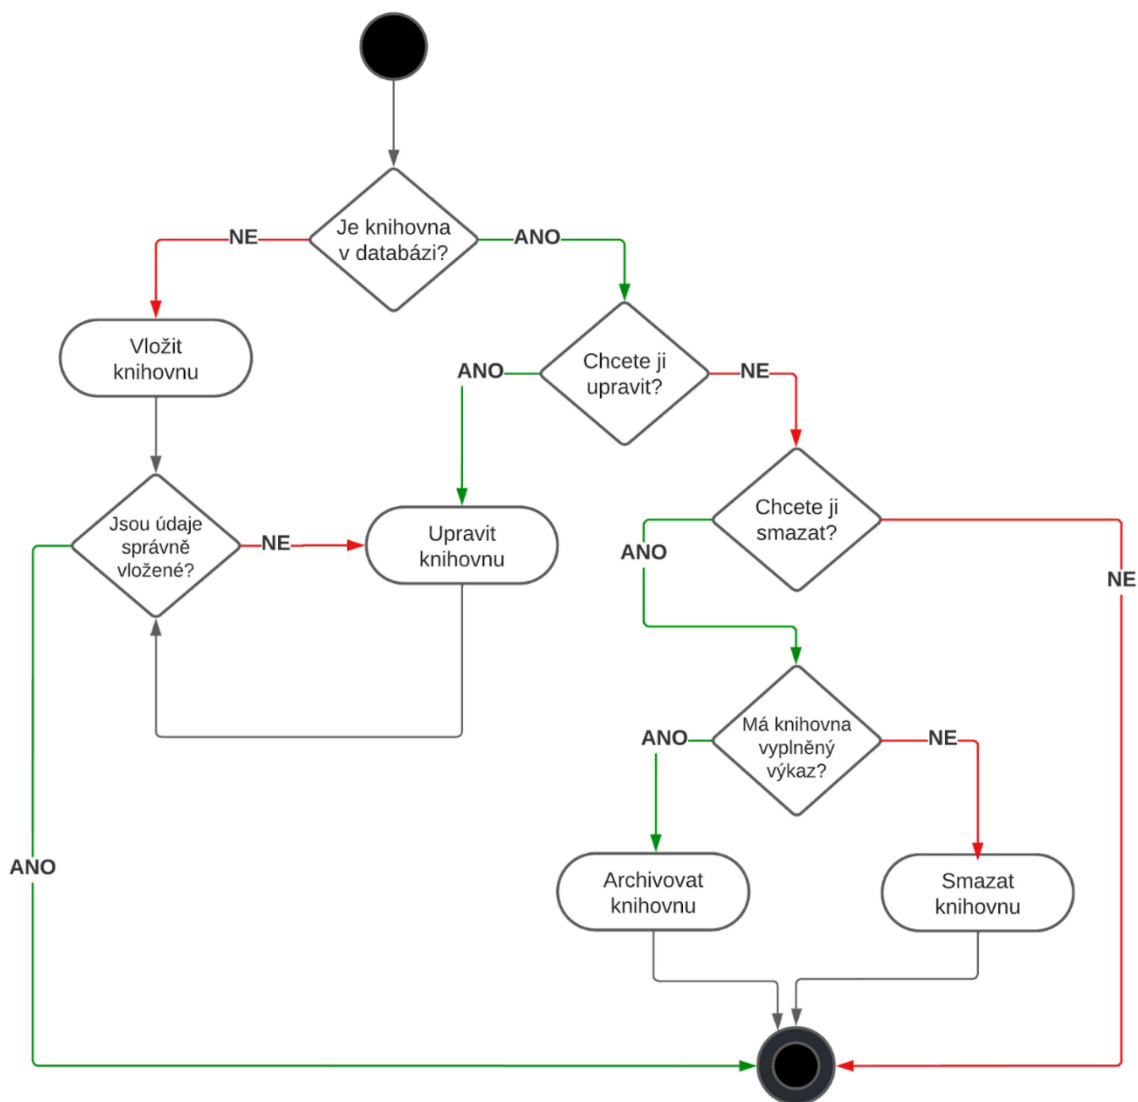 Je knihovna
v databázi?
NE
ANO
Vložit
knihovnu
Chcete ji
upravit?
ANO
NE
Jsou údaje
správně
vložené?
NE
Upravit
knihovnu
Chcete ji
smazat?
ANO
NE
Má knihovna
vyplněný
výkaz?
ANO
NE
ANO
Archivovat
knihovnu
Smazat
knihovnu